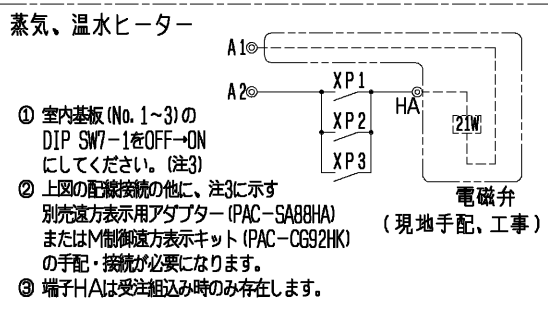 蒸気、温水ヒーター
A1
A2
XP1
XP2
XP3
HA
21W
電磁弁
(現地手配、工事)
① 室内基板(No.1~3)の
DIP SW7-1をOFF→ON
にしてください。(注3)
② 上図の配線接続の他に、注3に示す
別売遠方表示用アダプター(PAC-SA88HA)
またはM制御遠方表示キット(PAC-CG92HK)
の手配・接続が必要になります。
③ 端子HAは受注組込み時のみ存在します。